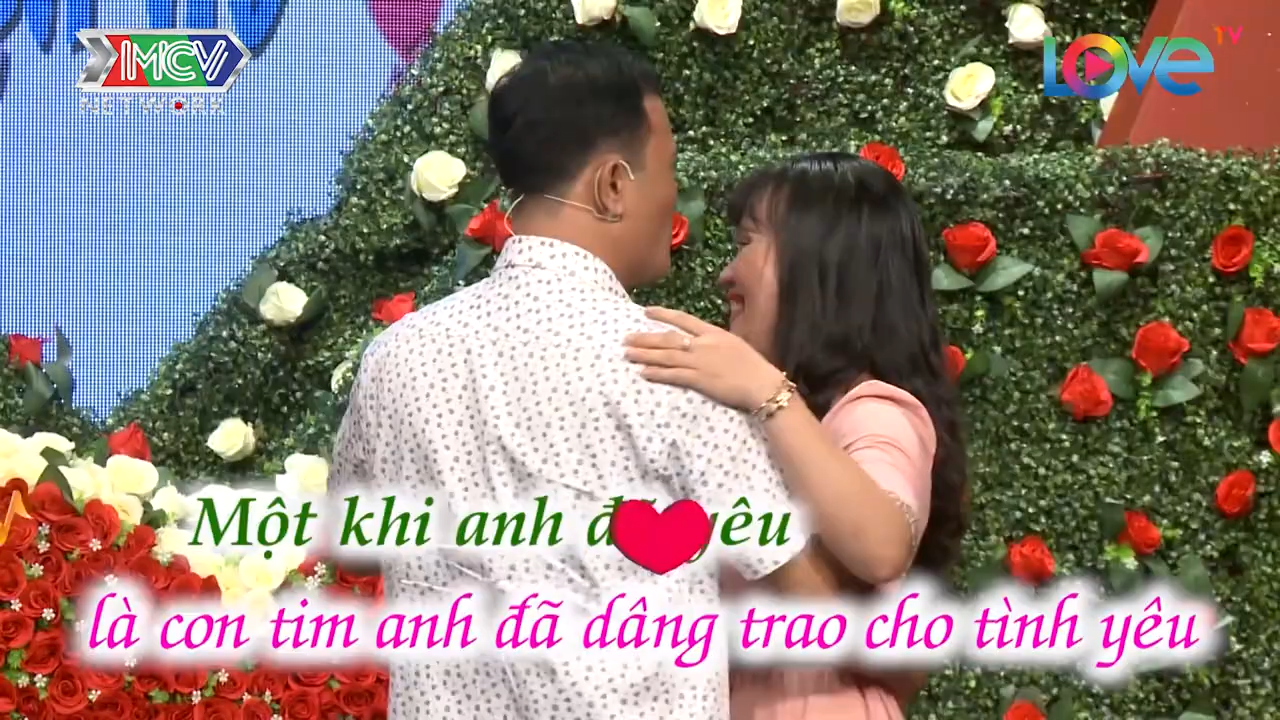 MCV
NETWORK
LOVE TV
Một khi anh yêu
là con tim anh đã dâng trao cho tình yêu